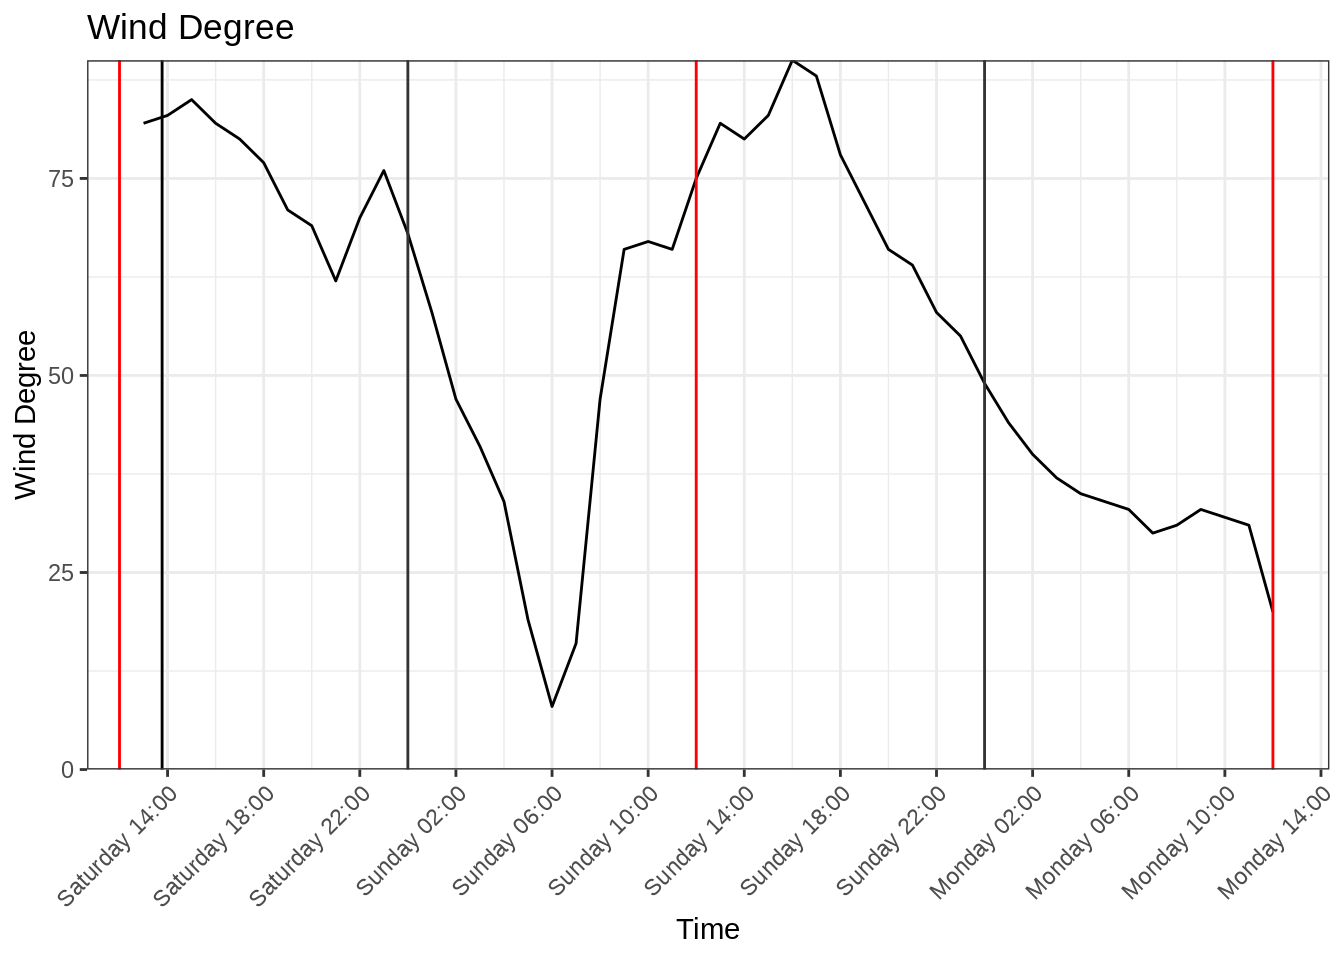 Wind Degree
Wind Degree
75
50
25
0
Saturday 14:00
Saturday 18:00
Saturday 22:00
Sunday 02:00
Sunday 06:00
Sunday 10:00
Sunday 14:00
Sunday 18:00
Sunday 22:00
Monday 02:00
Monday 06:00
Monday 10:00
Monday 14:00
Time